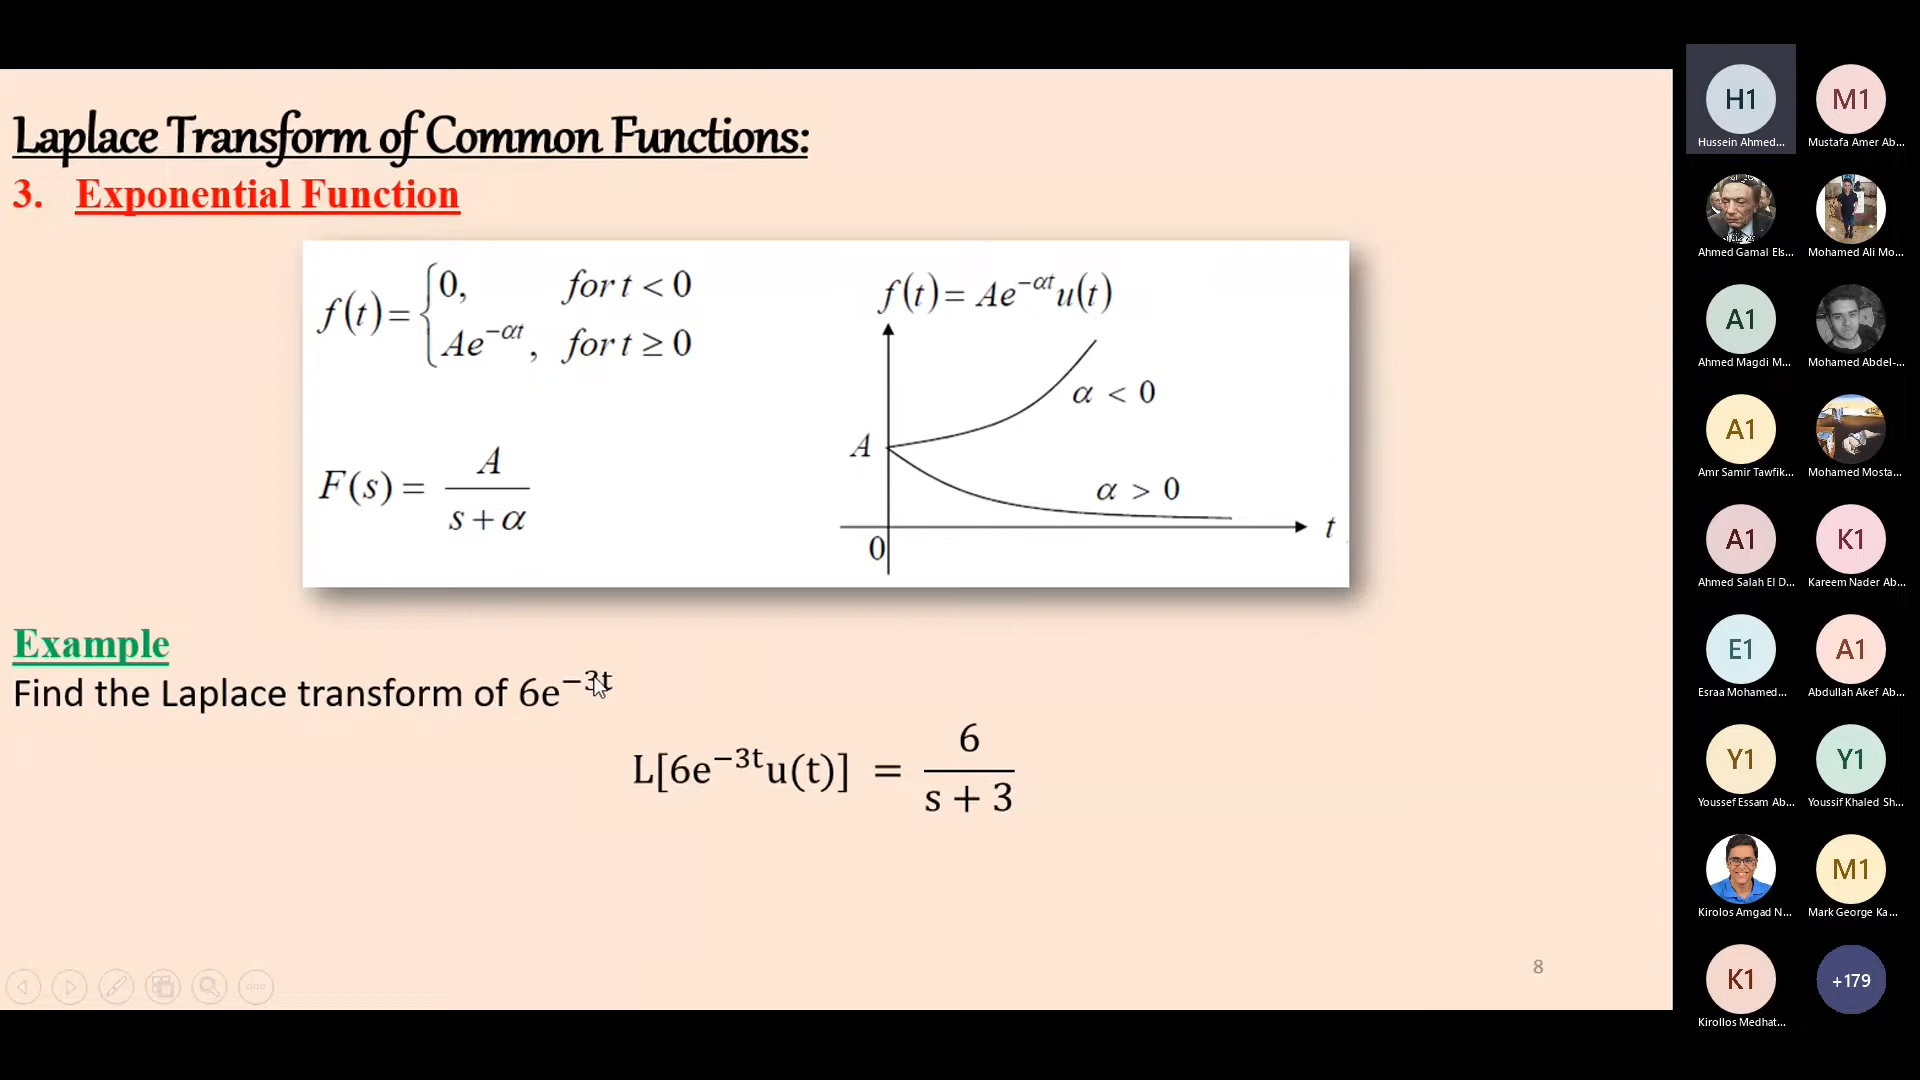 Laplace Transform of Common Functions:
3. Exponential Function
f(t) = { 0, for t < 0
Ae^{-αt}, for t ≥ 0
F(s) = A / (s + α)
f(t) = Ae^{-αt}u(t)
α < 0
A
α > 0
0
t
Example
Find the Laplace transform of 6e^{−3t}
L[6e^{−3t}u(t)] = 6 / (s + 3)
8
H1 M1
Hussein Ahmed... Mustafa Amer Ab...
Ahmed Gamal Els... Mohamed Ali Mo...
A1
Ahmed Magdi M... Mohamed Abdel-...
A1
Amr Samir Tawfik... Mohamed Mosta...
A1 K1
Ahmed Salah El D... Kareem Nader Ab...
E1 A1
Esraa Mohamed... Abdullah Akef Ab...
Y1 Y1
Youssef Essam Ab... Youssif Khaled Sh...
M1
Kirolos Amgad N... Mark George Ka...
K1 +179
Kirollos Medhat...